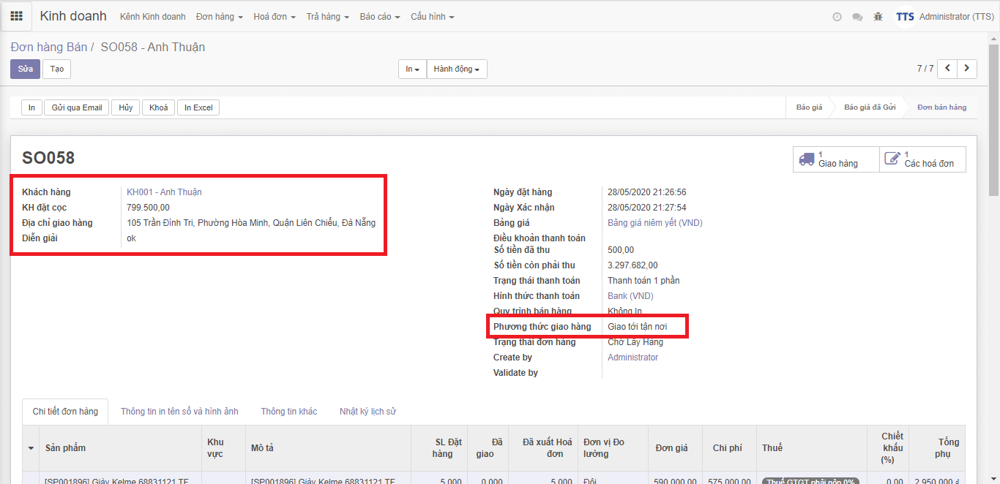 Kinh doanh Kênh Kinh doanh Đơn hàng Hoá đơn Trả hàng Báo cáo Cấu hình TTS Administrator (TTS)
Đơn hàng Bán / SO058 - Anh Thuận
Sửa Tạo In Hành động 7 / 7
In Gửi qua Email Hủy Khoá In Excel Báo giá Báo giá đã Gửi Đơn bán hàng
SO058
1 Giao hàng
1 Các hoá đơn
Khách hàng KH001 - Anh Thuận
KH đặt cọc 799.500,00
Địa chỉ giao hàng 105 Trần Đình Tri, Phường Hòa Minh, Quận Liên Chiểu, Đà Nẵng
Diễn giải ok
Ngày đặt hàng 28/05/2020 21:26:56
Ngày Xác nhận 28/05/2020 21:27:54
Bảng giá Bảng giá niêm yết (VND)
Điều khoản thanh toán
Số tiền đã thu 500,00
Số tiền còn phải thu 3.297.682,00
Trạng thái thanh toán Thanh toán 1 phần
Hình thức thanh toán Bank (VND)
Quy trình bán hàng Không In
Phương thức giao hàng Giao tới tận nơi
Trạng thái đơn hàng Chờ Lấy Hàng
Create by Administrator
Validate by
Chi tiết đơn hàng Thông tin in tên số và hình ảnh Thông tin khác Nhật ký lịch sử
Sản phẩm Khu vực Mô tả SL Đặt hàng Đã giao Đã xuất Hoá đơn Đơn vị Đo lường Đơn giá Chi phí Thuế Chiết khấu (%) Tổng phụ
[SP001896] Giày Kelme 68831121 TF [SP001896] Giày Kelme 68831121 TF 5,000 0,000 5,000 Đôi 590.000,00 575.000,00 Thuế GTGT phải nộp 0% 0,00 2.950.000 ₫